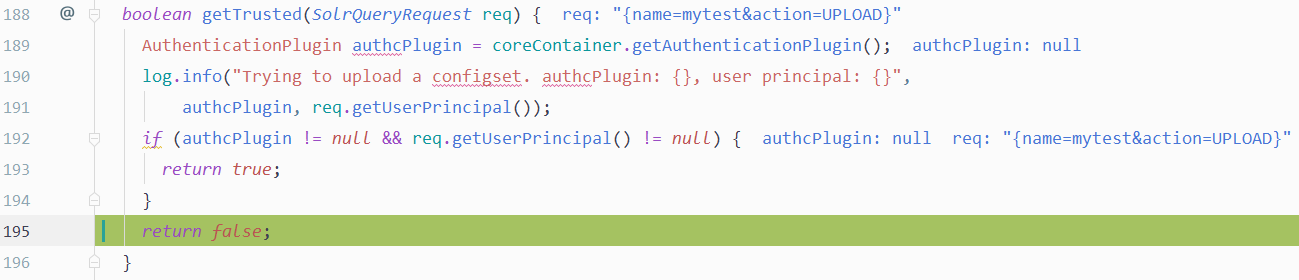 188 @ boolean getTrusted(SolrQueryRequest req) { req: "{name=mytest&action=UPLOAD}"
189 AuthenticationPlugin authcPlugin = coreContainer.getAuthenticationPlugin(); authcPlugin: null
190 log.info("Trying to upload a configset. authcPlugin: {}, user principal: {}",
191 authcPlugin, req.getUserPrincipal());
192 if (authcPlugin != null && req.getUserPrincipal() != null) { authcPlugin: null req: "{name=mytest&action=UPLOAD}"
193 return true;
194 }
195 return false;
196 }